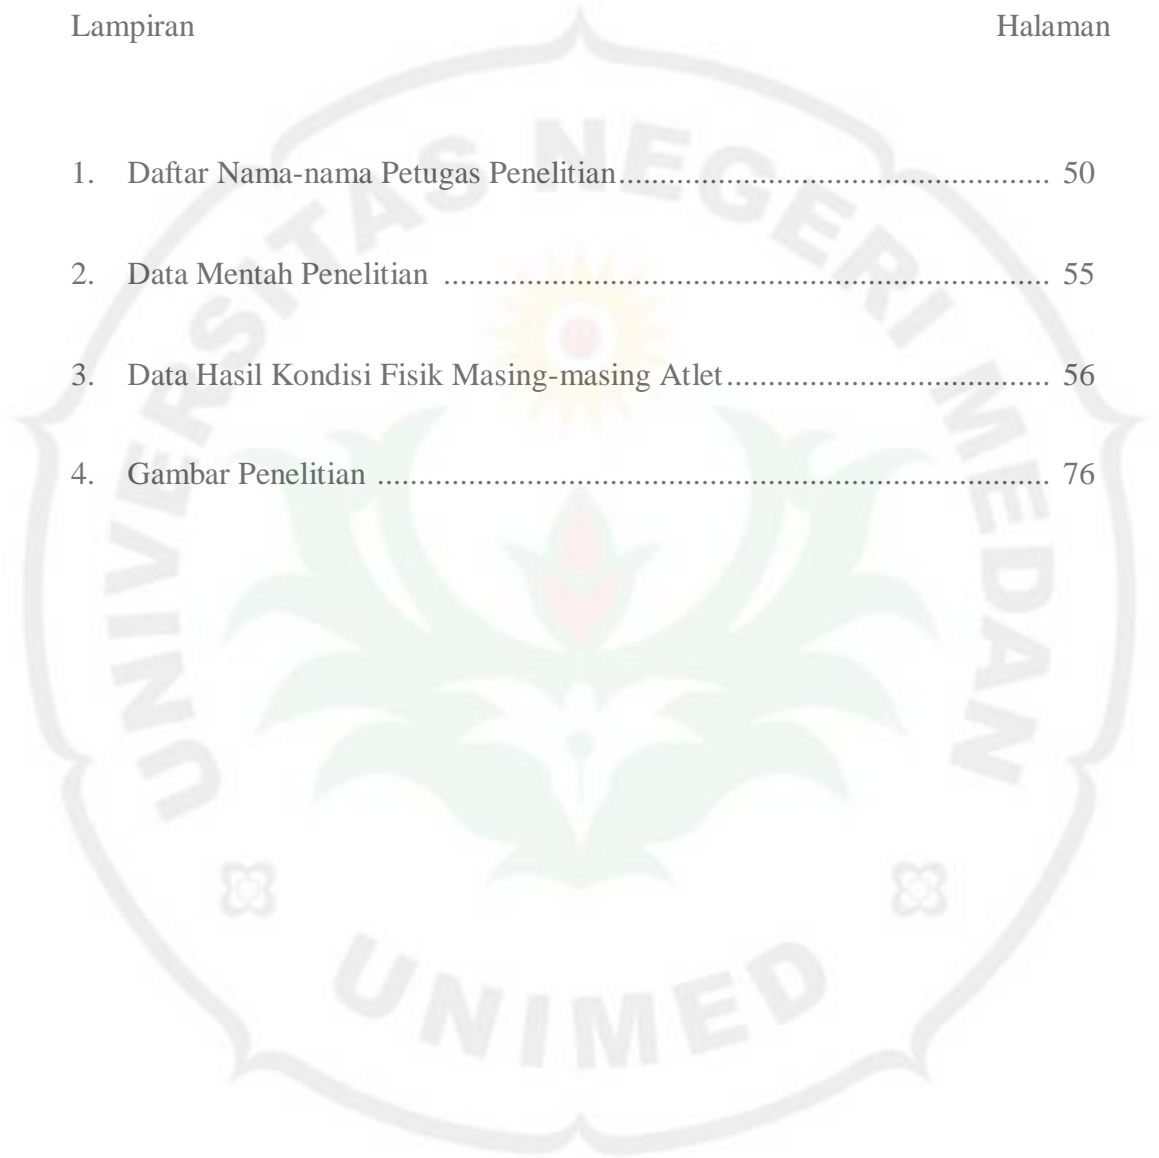 Lampiran Halaman
1. Daftar Nama-nama Petugas Penelitian.................................................. 50
2. Data Mentah Penelitian ....................................................................... 55
3. Data Hasil Kondisi Fisik Masing-masing Atlet...................................... 56
4. Gambar Penelitian ............................................................................... 76
UNIVERSITAS NEGERI MEDAN
UNIMED